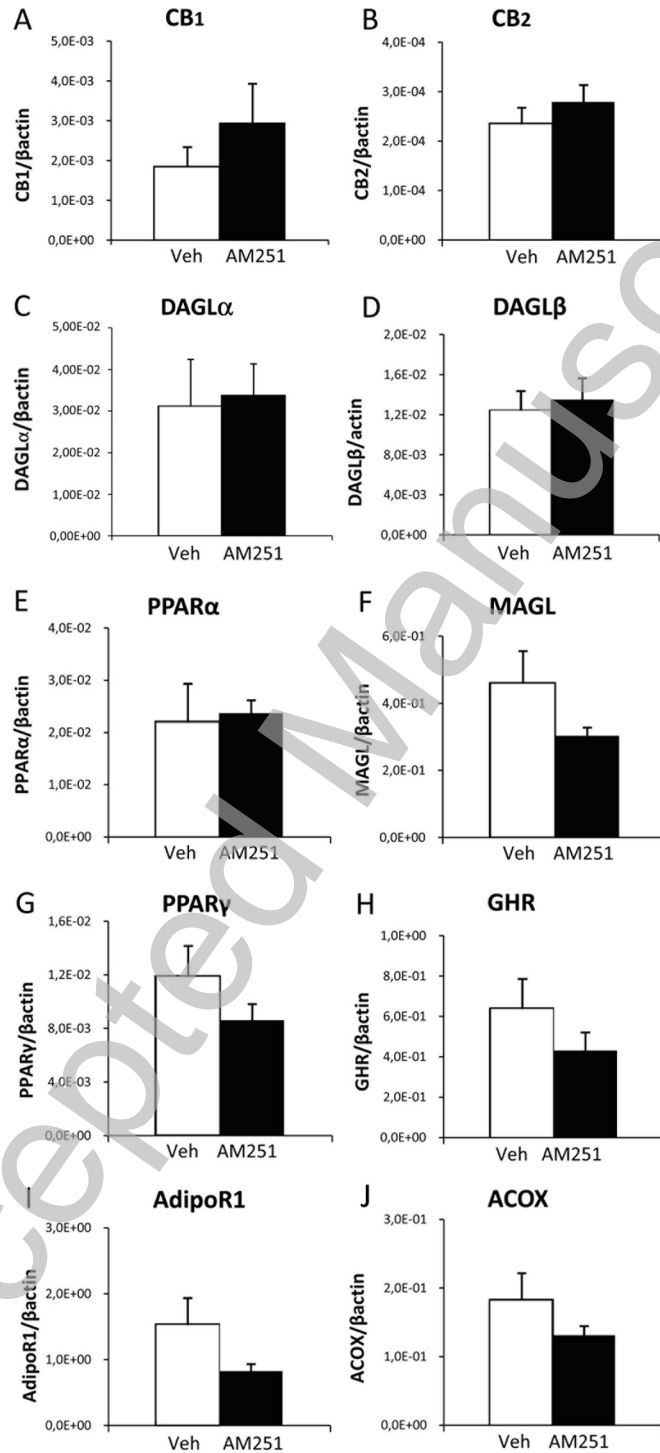 A CB1
5,0E-03
4,0E-03
3,0E-03
2,0E-03
1,0E-03
0,0E+00
CB1/βactin
Veh AM251
B CB2
4,0E-04
3,0E-04
2,0E-04
1,0E-04
0,0E+00
CB2/βactin
Veh AM251
C DAGLα
5,00E-02
4,00E-02
3,00E-02
2,00E-02
1,00E-02
0,00E+00
DAGLα/βactin
Veh AM251
D DAGLβ
2,0E-02
1,6E-02
1,2E-02
8,0E-03
4,0E-03
0,0E+00
DAGLβ/actin
Veh AM251
E PPARα
4,0E-02
3,0E-02
2,0E-02
1,0E-02
0,0E+00
PPARα/βactin
Veh AM251
F MAGL
6,0E-01
4,0E-01
2,0E-01
0,0E+00
MAGL/βactin
Veh AM251
G PPARγ
1,6E-02
1,2E-02
8,0E-03
4,0E-03
0,0E+00
PPARγ/βactin
Veh AM251
H GHR
1,0E+00
8,0E-01
6,0E-01
4,0E-01
2,0E-01
0,0E+00
GHR/βactin
Veh AM251
I AdipoR1
3,0E+00
2,0E+00
1,0E+00
0,0E+00
AdipoR1/βactin
Veh AM251
J ACOX
3,0E-01
2,0E-01
1,0E-01
0,0E+00
ACOX/βactin
Veh AM251
cepted Manusc